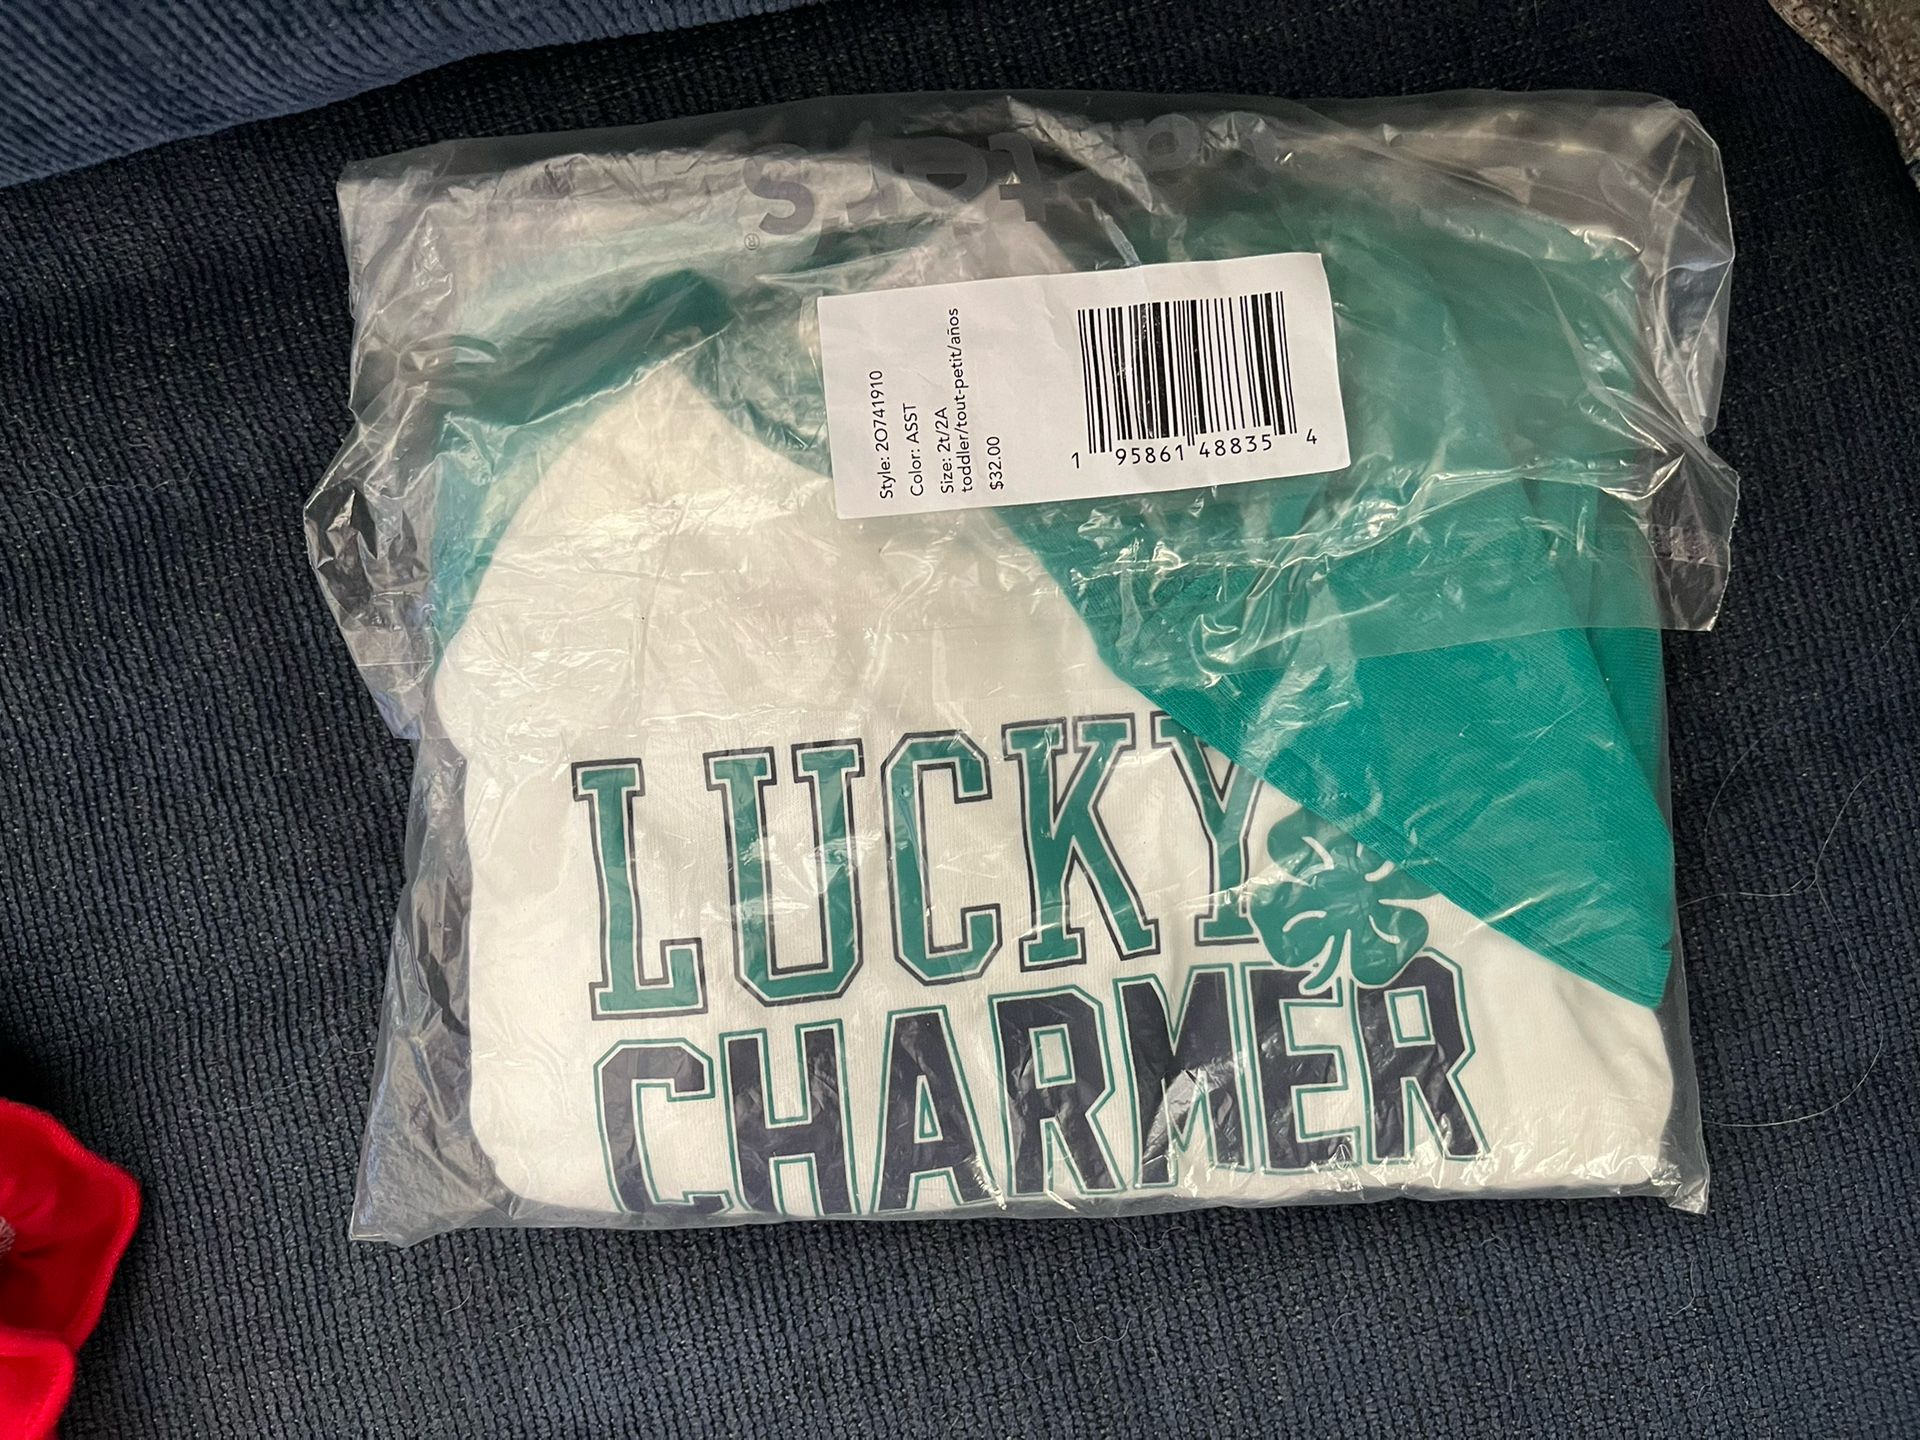 carter's®
Style: 2O741910
Color: ASST
Size: 2t/2A
toddler/tout-petit/años
$32.00
1 95861 48835 4
LUCKY
CHARMER